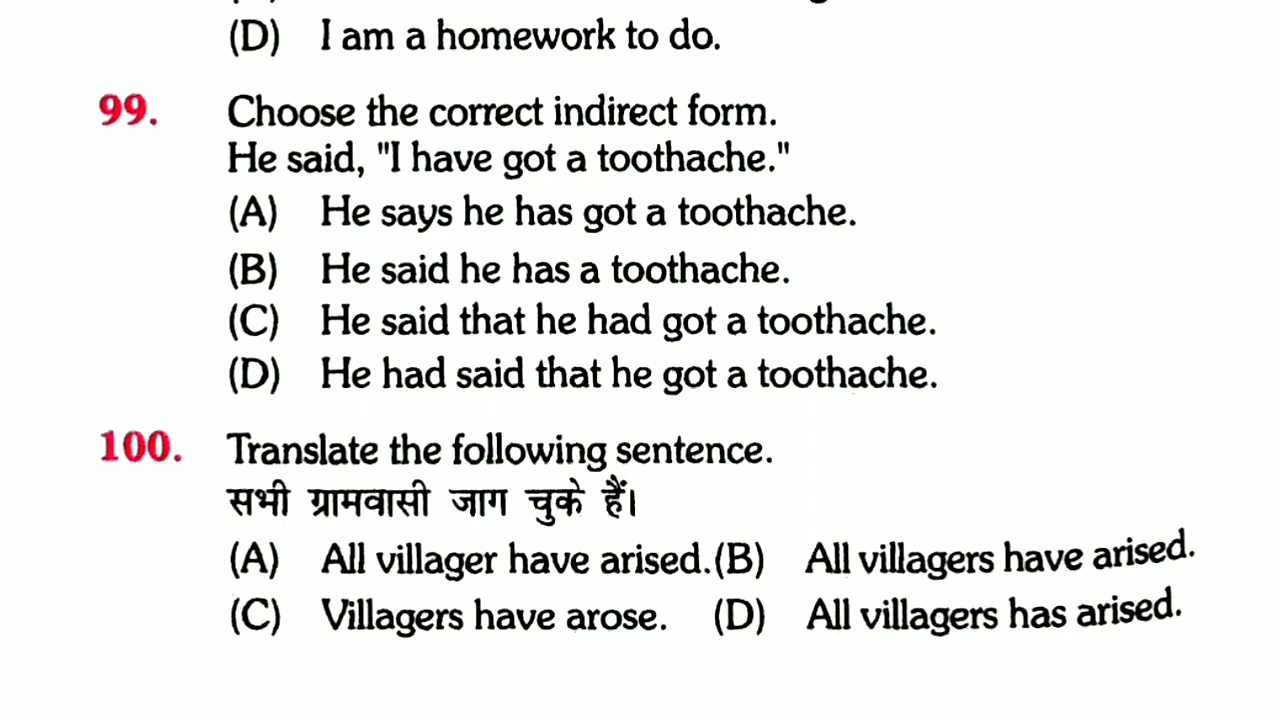 (D) I am a homework to do.
99. Choose the correct indirect form.
He said, "I have got a toothache."
(A) He says he has got a toothache.
(B) He said he has a toothache.
(C) He said that he had got a toothache.
(D) He had said that he got a toothache.
100. Translate the following sentence.
सभी ग्रामवासी जाग चुके हैं।
(A) All villager have arised. (B) All villagers have arised.
(C) Villagers have arose. (D) All villagers has arised.